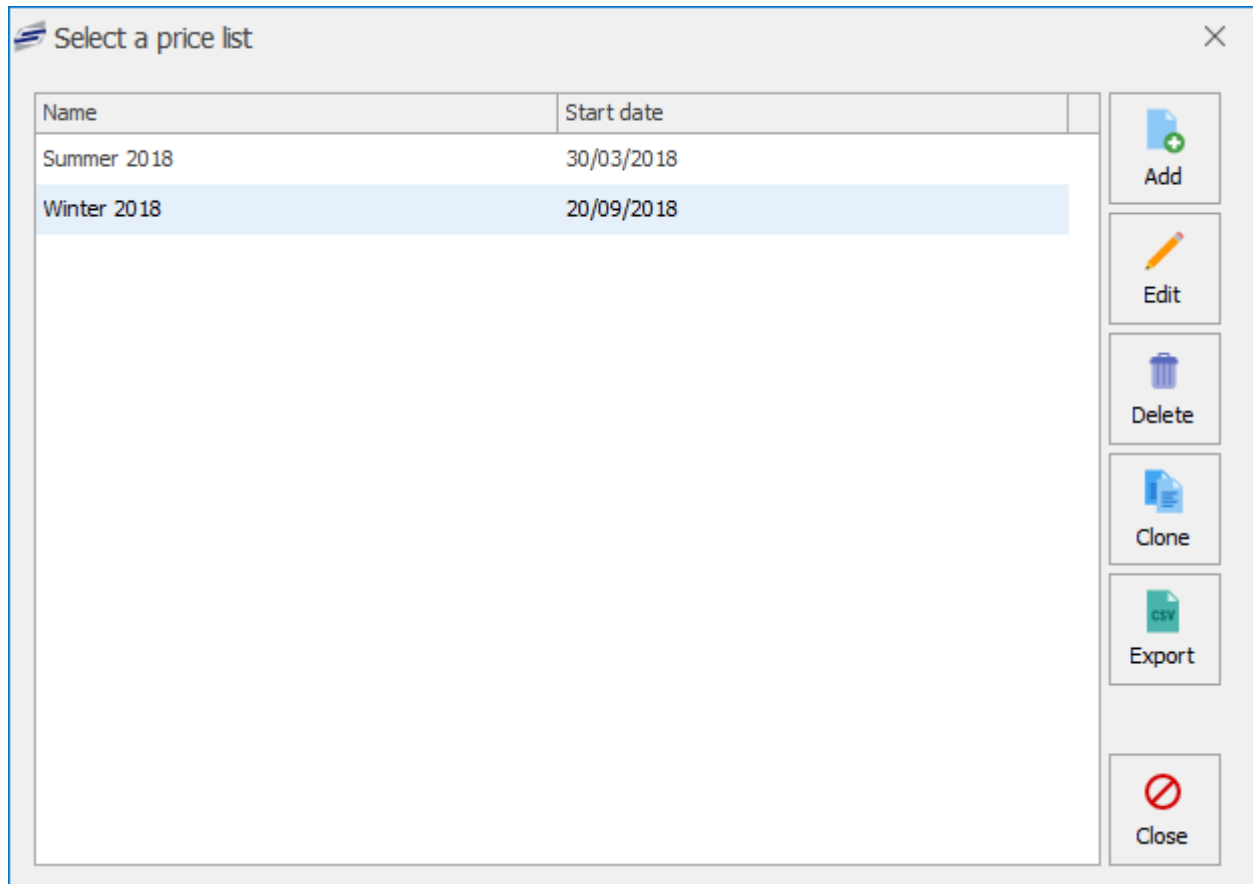 Select a price list
Name Start date
Summer 2018 30/03/2018
Winter 2018 20/09/2018
Add
Edit
Delete
Clone
CSV
Export
Close